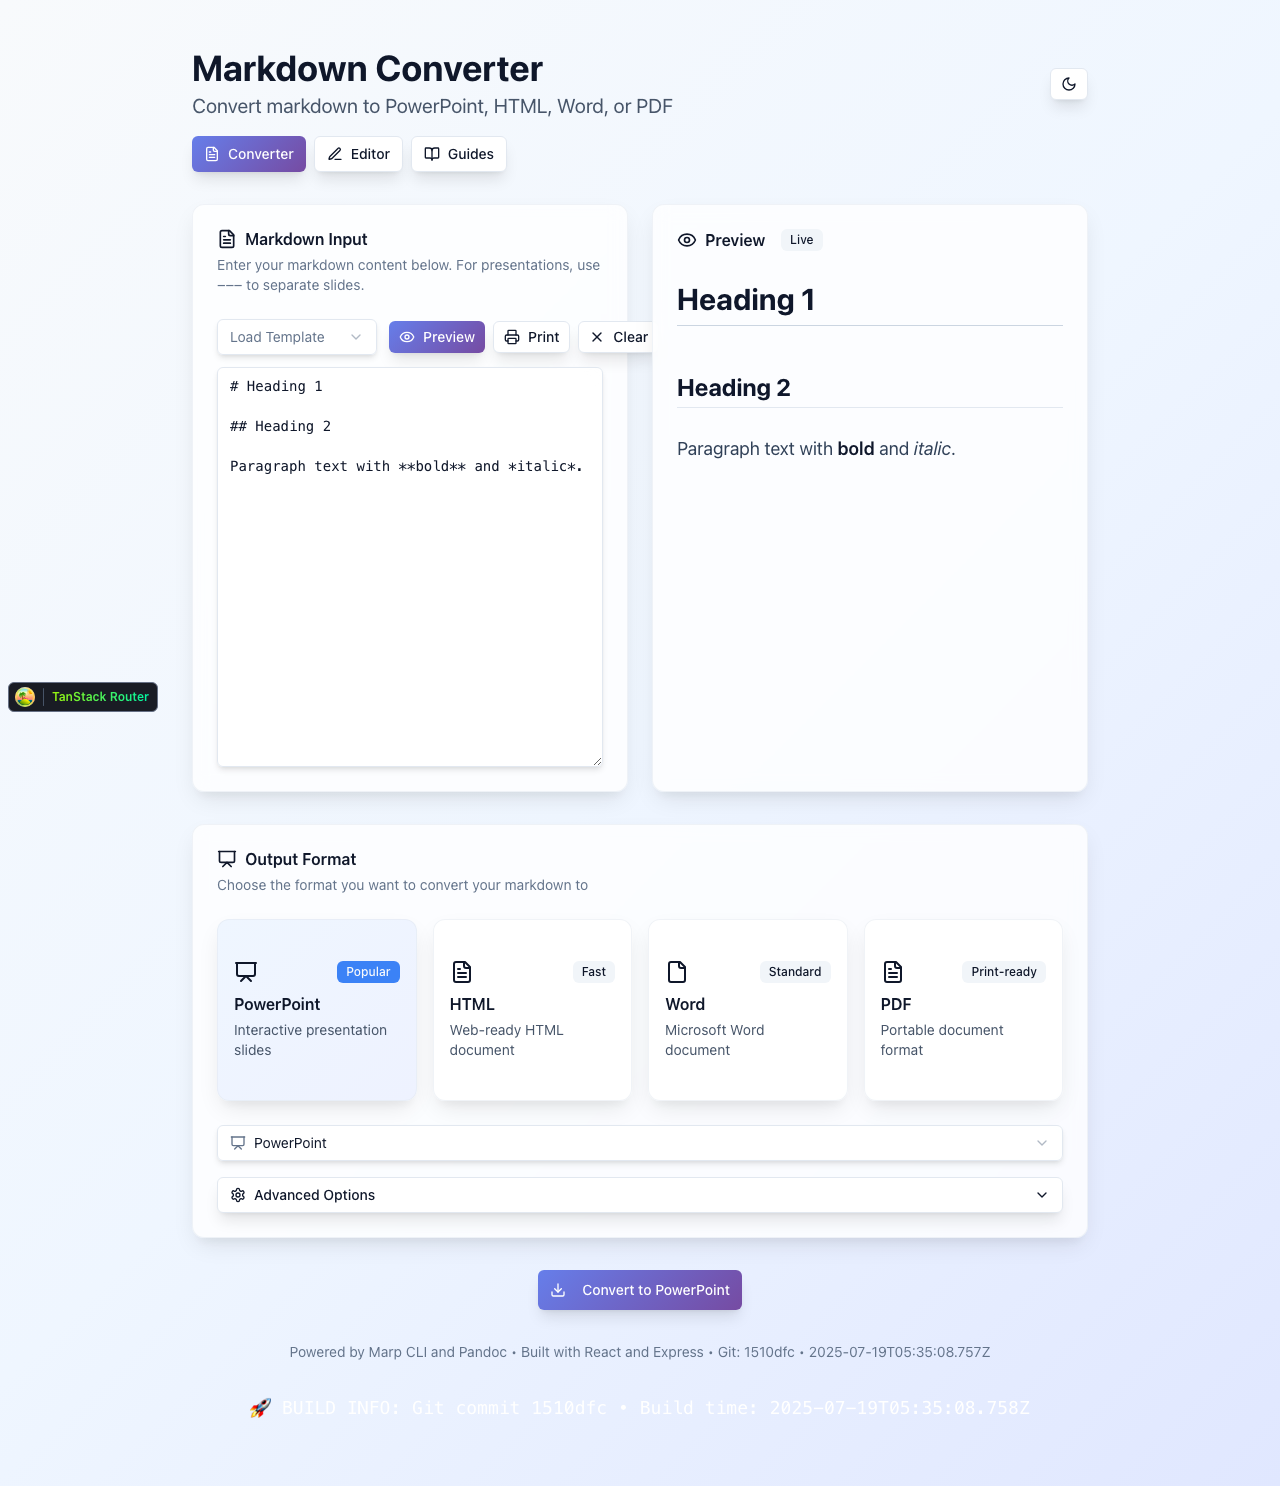 Markdown Converter
Convert markdown to PowerPoint, HTML, Word, or PDF
Converter
Editor
Guides
Markdown Input
Enter your markdown content below. For presentations, use
--- to separate slides.
Load Template
Preview
Print
Clear
# Heading 1
## Heading 2
Paragraph text with **bold** and *italic*.
Preview
Live
Heading 1
Heading 2
Paragraph text with bold and italic.
TanStack Router
Output Format
Choose the format you want to convert your markdown to
Popular
PowerPoint
Interactive presentation
slides
Fast
HTML
Web-ready HTML
document
Standard
Word
Microsoft Word
document
Print-ready
PDF
Portable document
format
PowerPoint
Advanced Options
Convert to PowerPoint
Powered by Marp CLI and Pandoc • Built with React and Express • Git: 1510dfc • 2025-07-19T05:35:08.757Z
🚀 BUILD INFO: Git commit 1510dfc • Build time: 2025-07-19T05:35:08.758Z